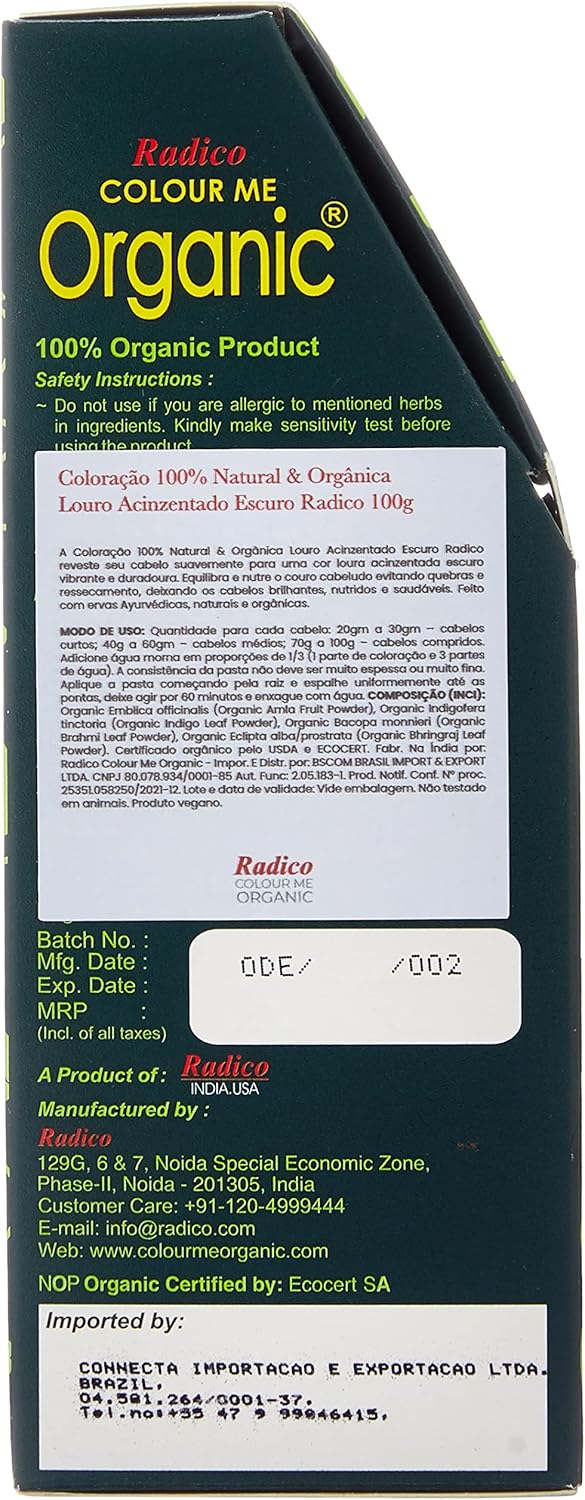 Radico
COLOUR ME
Organic®
100% Organic Product
Safety Instructions :
~ Do not use if you are allergic to mentioned herbs
in ingredients. Kindly make sensitivity test before
using the product.
Coloração 100% Natural & Orgânica
Louro Acinzentado Escuro Radico 100g
A Coloração 100% Natural & Orgânica Louro Acinzentado Escuro Radico
reveste seu cabelo suavemente para uma cor loura acinzentada escuro
vibrante e duradoura. Equilibra e nutre o couro cabeludo evitando quebras e
ressecamento, deixando os cabelos brilhantes, nutridos e saudáveis. Feito
com ervas Ayurvédicas, naturais e orgânicas.
MODO DE USO: Quantidade para cada cabelo: 20gm a 30gm – cabelos
curtos; 40g a 60gm – cabelos médios; 70g a 100g – cabelos compridos.
Adicione água morna em proporções de 1/3 (1 parte de coloração e 3 partes
de água). A consistência da pasta não deve ser muito espessa ou muito fina.
Aplique a pasta começando pela raiz e espalhe uniformemente até as
pontas, deixe agir por 60 minutos e enxague com água. COMPOSIÇÃO (INCI):
Organic Emblica officinalis (Organic Amla Fruit Powder), Organic Indigofera
tinctoria (Organic Indigo Leaf Powder), Organic Bacopa monnieri (Organic
Brahmi Leaf Powder), Organic Eclipta alba/prostrata (Organic Bhringraj Leaf
Powder). Certificado orgânico pelo USDA e ECOCERT. Fabr. Na Índia por:
Radico Colour Me Organic - Impor. E Distr. por: BSCOM BRASIL IMPORT & EXPORT
LTDA. CNPJ 80.078.934/0001-85 Aut. Func: 2.05.183-1. Prod. Notif. Conf. Nº proc.
25351.058250/2021-12. Lote e data de validade: Vide embalagem. Não testado
em animais. Produto vegano.
Radico
COLOUR ME
ORGANIC
Batch No. :
Mfg. Date :
Exp. Date :
MRP :
(Incl. of all taxes)
ODE/ /002
A Product of : Radico
INDIA.USA
Manufactured by :
Radico
129G, 6 & 7, Noida Special Economic Zone,
Phase-II, Noida - 201305, India
Customer Care: +91-120-4999444
E-mail: info@radico.com
Web: www.colourmeorganic.com
NOP Organic Certified by: Ecocert SA
Imported by:
CONNECTA IMPORTACAO E EXPORTACAO LTDA.
BRAZIL,
04.581.264/0001-37.
Tel.no:+55 47 9 99846415,